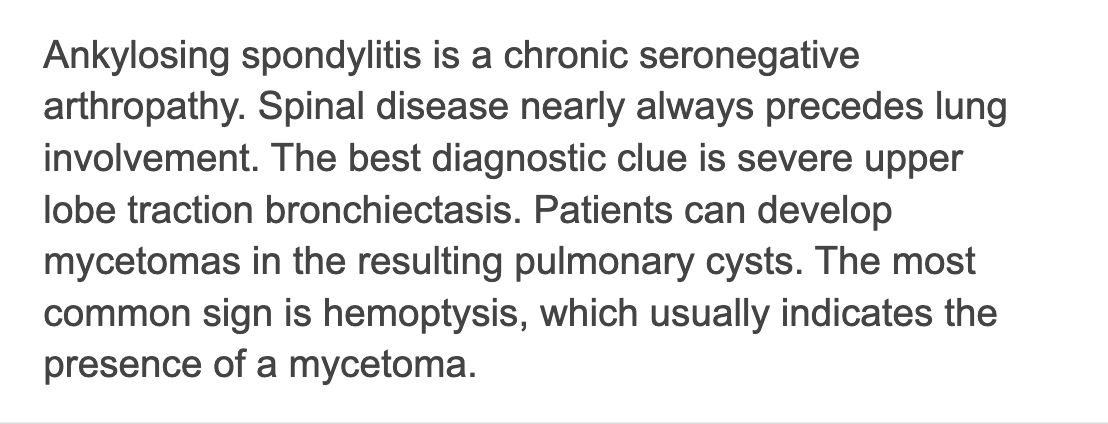 Ankylosing spondylitis is a chronic seronegative
arthropathy. Spinal disease nearly always precedes lung
involvement. The best diagnostic clue is severe upper
lobe traction bronchiectasis. Patients can develop
mycetomas in the resulting pulmonary cysts. The most
common sign is hemoptysis, which usually indicates the
presence of a mycetoma.